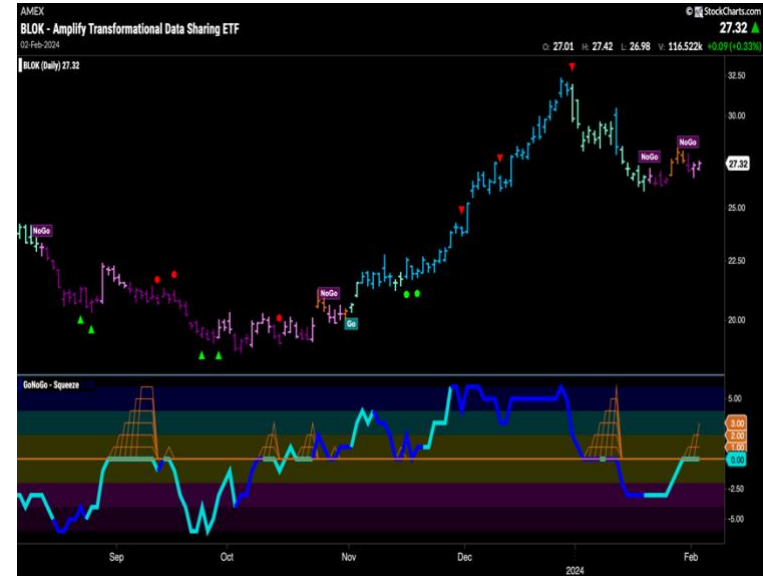 AMEX
© StockCharts.com
BLOK - Amplify Transformational Data Sharing ETF
27.32
02-Feb-2024
O: 27.01 H: 27.42 L: 26.98 V: 116.522k +0.09 (+0.33%)
BLOK (Daily) 27.32
32.50
30.00
NoGo
NoGo
27.32
25.00
NoGo
22.50
NoGo
20.00
Go
GoNoGo - Squeeze
5.00
3.00
2.00
1.00
0.00
-2.50
-5.00
Sep Oct Nov Dec 2024 Feb